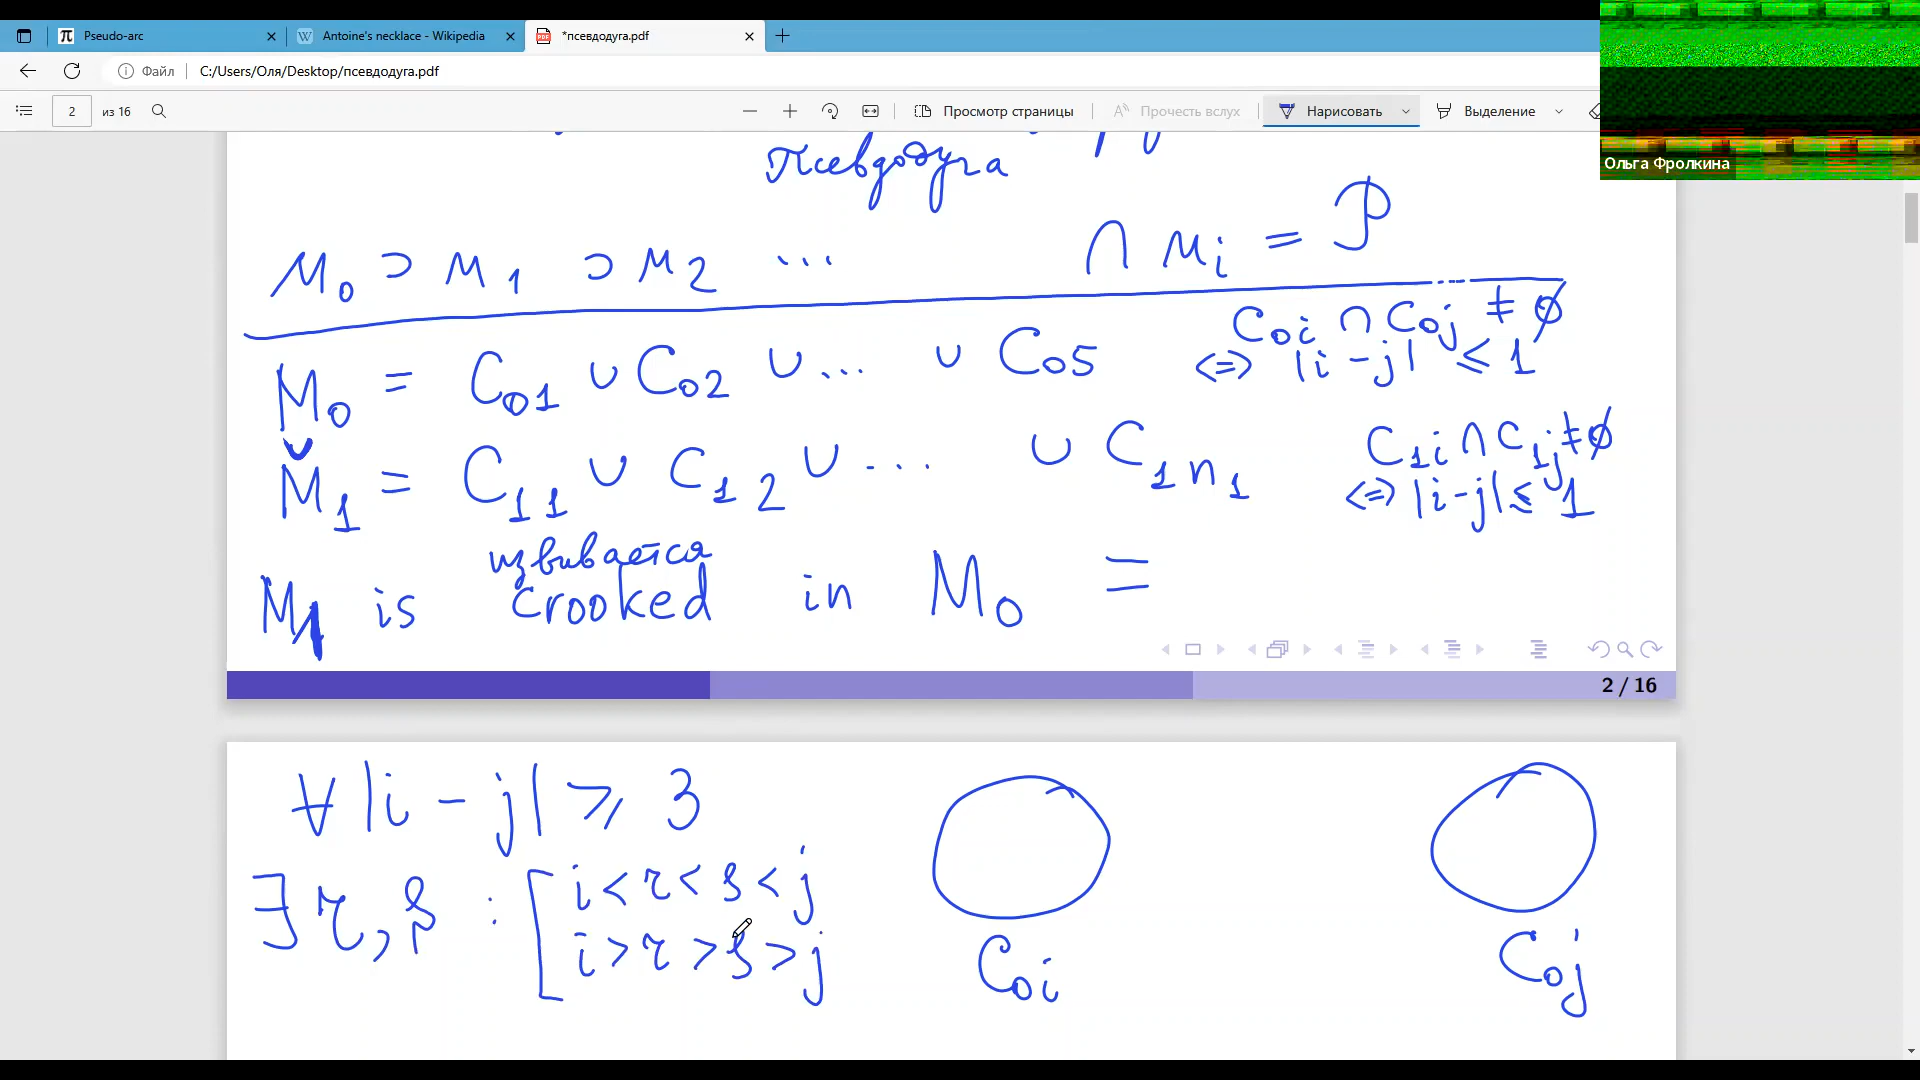 Pseudo-arc
Antoine's necklace - Wikipedia
*псевдодуга.pdf
Файл
C:/Users/Оля/Desktop/псевдодуга.pdf
2 из 16
Просмотр страницы
Прочесть вслух
Нарисовать
Выделение
Ольга Фролкина
Псевдодуга
M₀ ⊃ M₁ ⊃ M₂ ... ∩ Mᵢ = P
M₀ = C₀₁ ∪ C₀₂ ∪ ... ∪ C₀₅
C₀ᵢ ∩ C₀ⱼ ≠ ∅
<=> |i - j| ≤ 1
∪
M₁ = C₁₁ ∪ C₁₂ ∪ ... ∪ C₁ₙ₁
C₁ᵢ ∩ C₁ⱼ ≠ ∅
<=> |i - j| ≤ 1
извивается
M₁ is crooked in M₀ =
2 / 16
∀ |i - j| ⩾ 3
∃ r, s : [ i < r < s < j
i > r > s > j
C₀ᵢ
C₀ⱼ